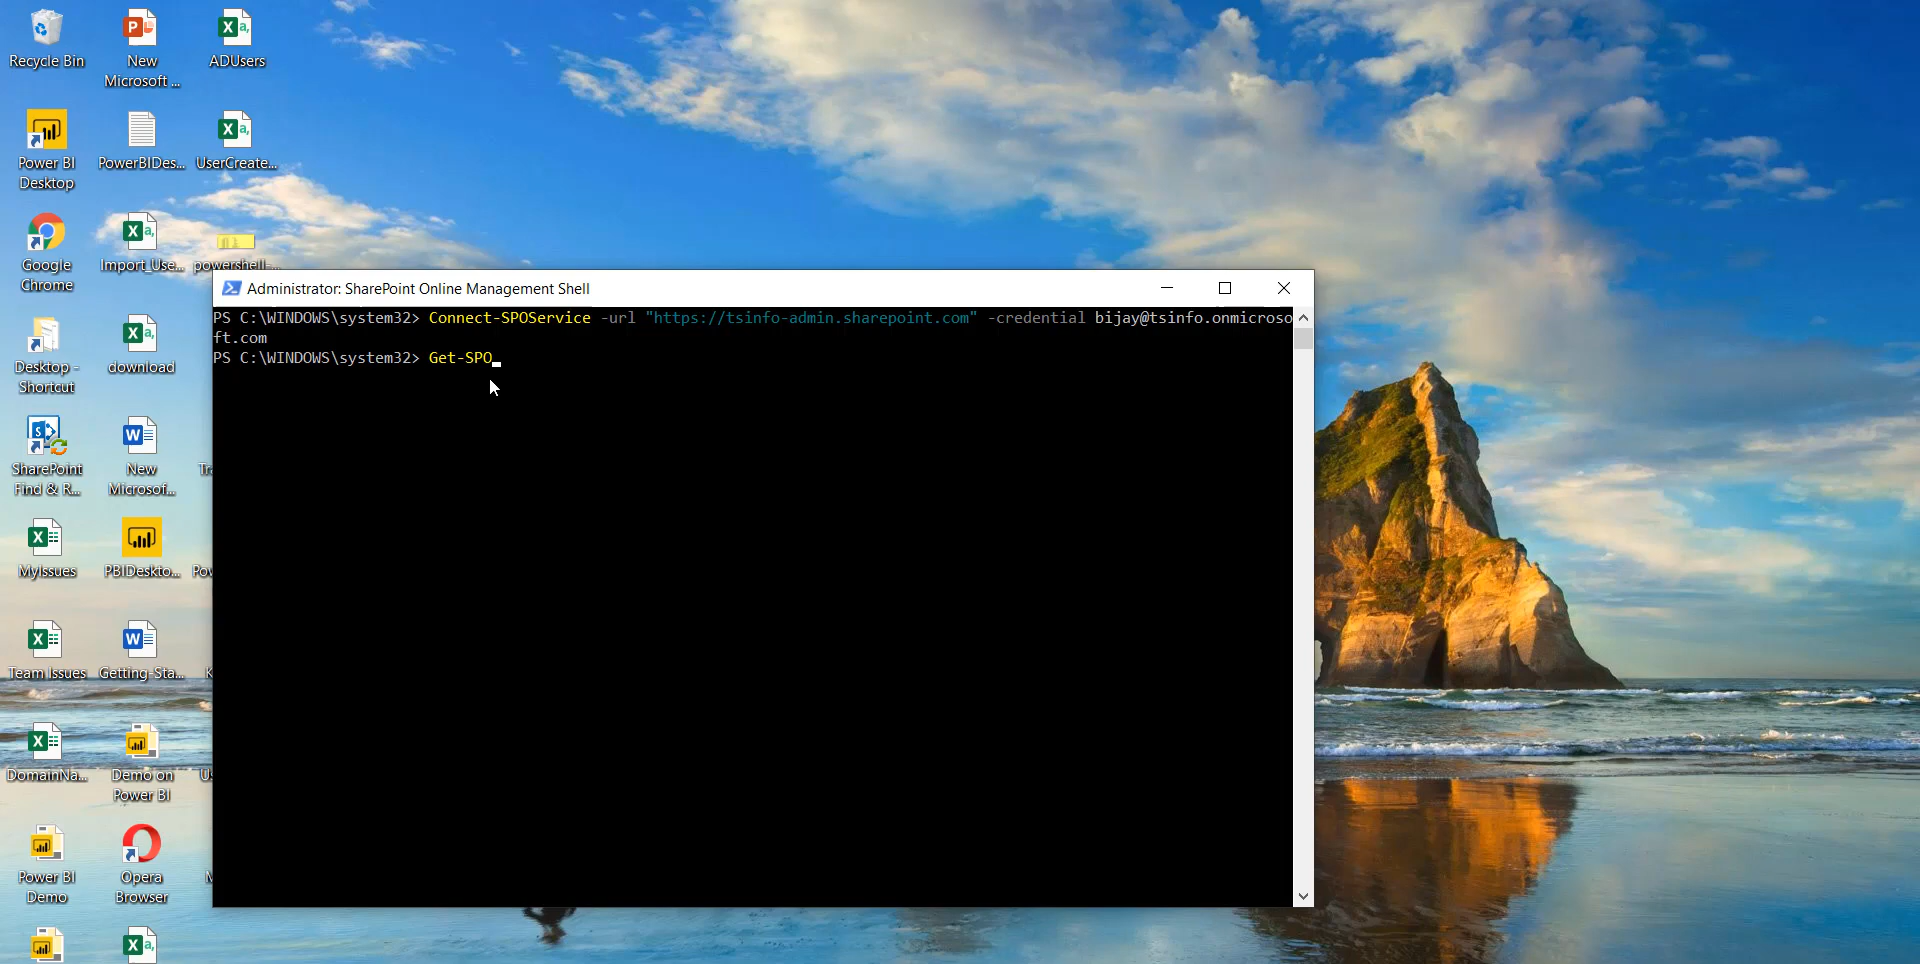 Recycle Bin
New
Microsoft ...
ADUsers
Power BI
Desktop
PowerBIDes...
UserCreate...
Google
Chrome
Import_Use...
powershell-...
Desktop -
Shortcut
download
SharePoint
Find & R...
New
Microsof...
MyIssues
PBIDeskto...
Team Issues
Getting-Sta...
DomainNa...
Demo on
Power BI
Power BI
Demo
Opera
Browser
Administrator: SharePoint Online Management Shell
PS C:\WINDOWS\system32> Connect-SPOService -url "https://tsinfo-admin.sharepoint.com" -credential bijay@tsinfo.onmicroso
ft.com
PS C:\WINDOWS\system32> Get-SPO